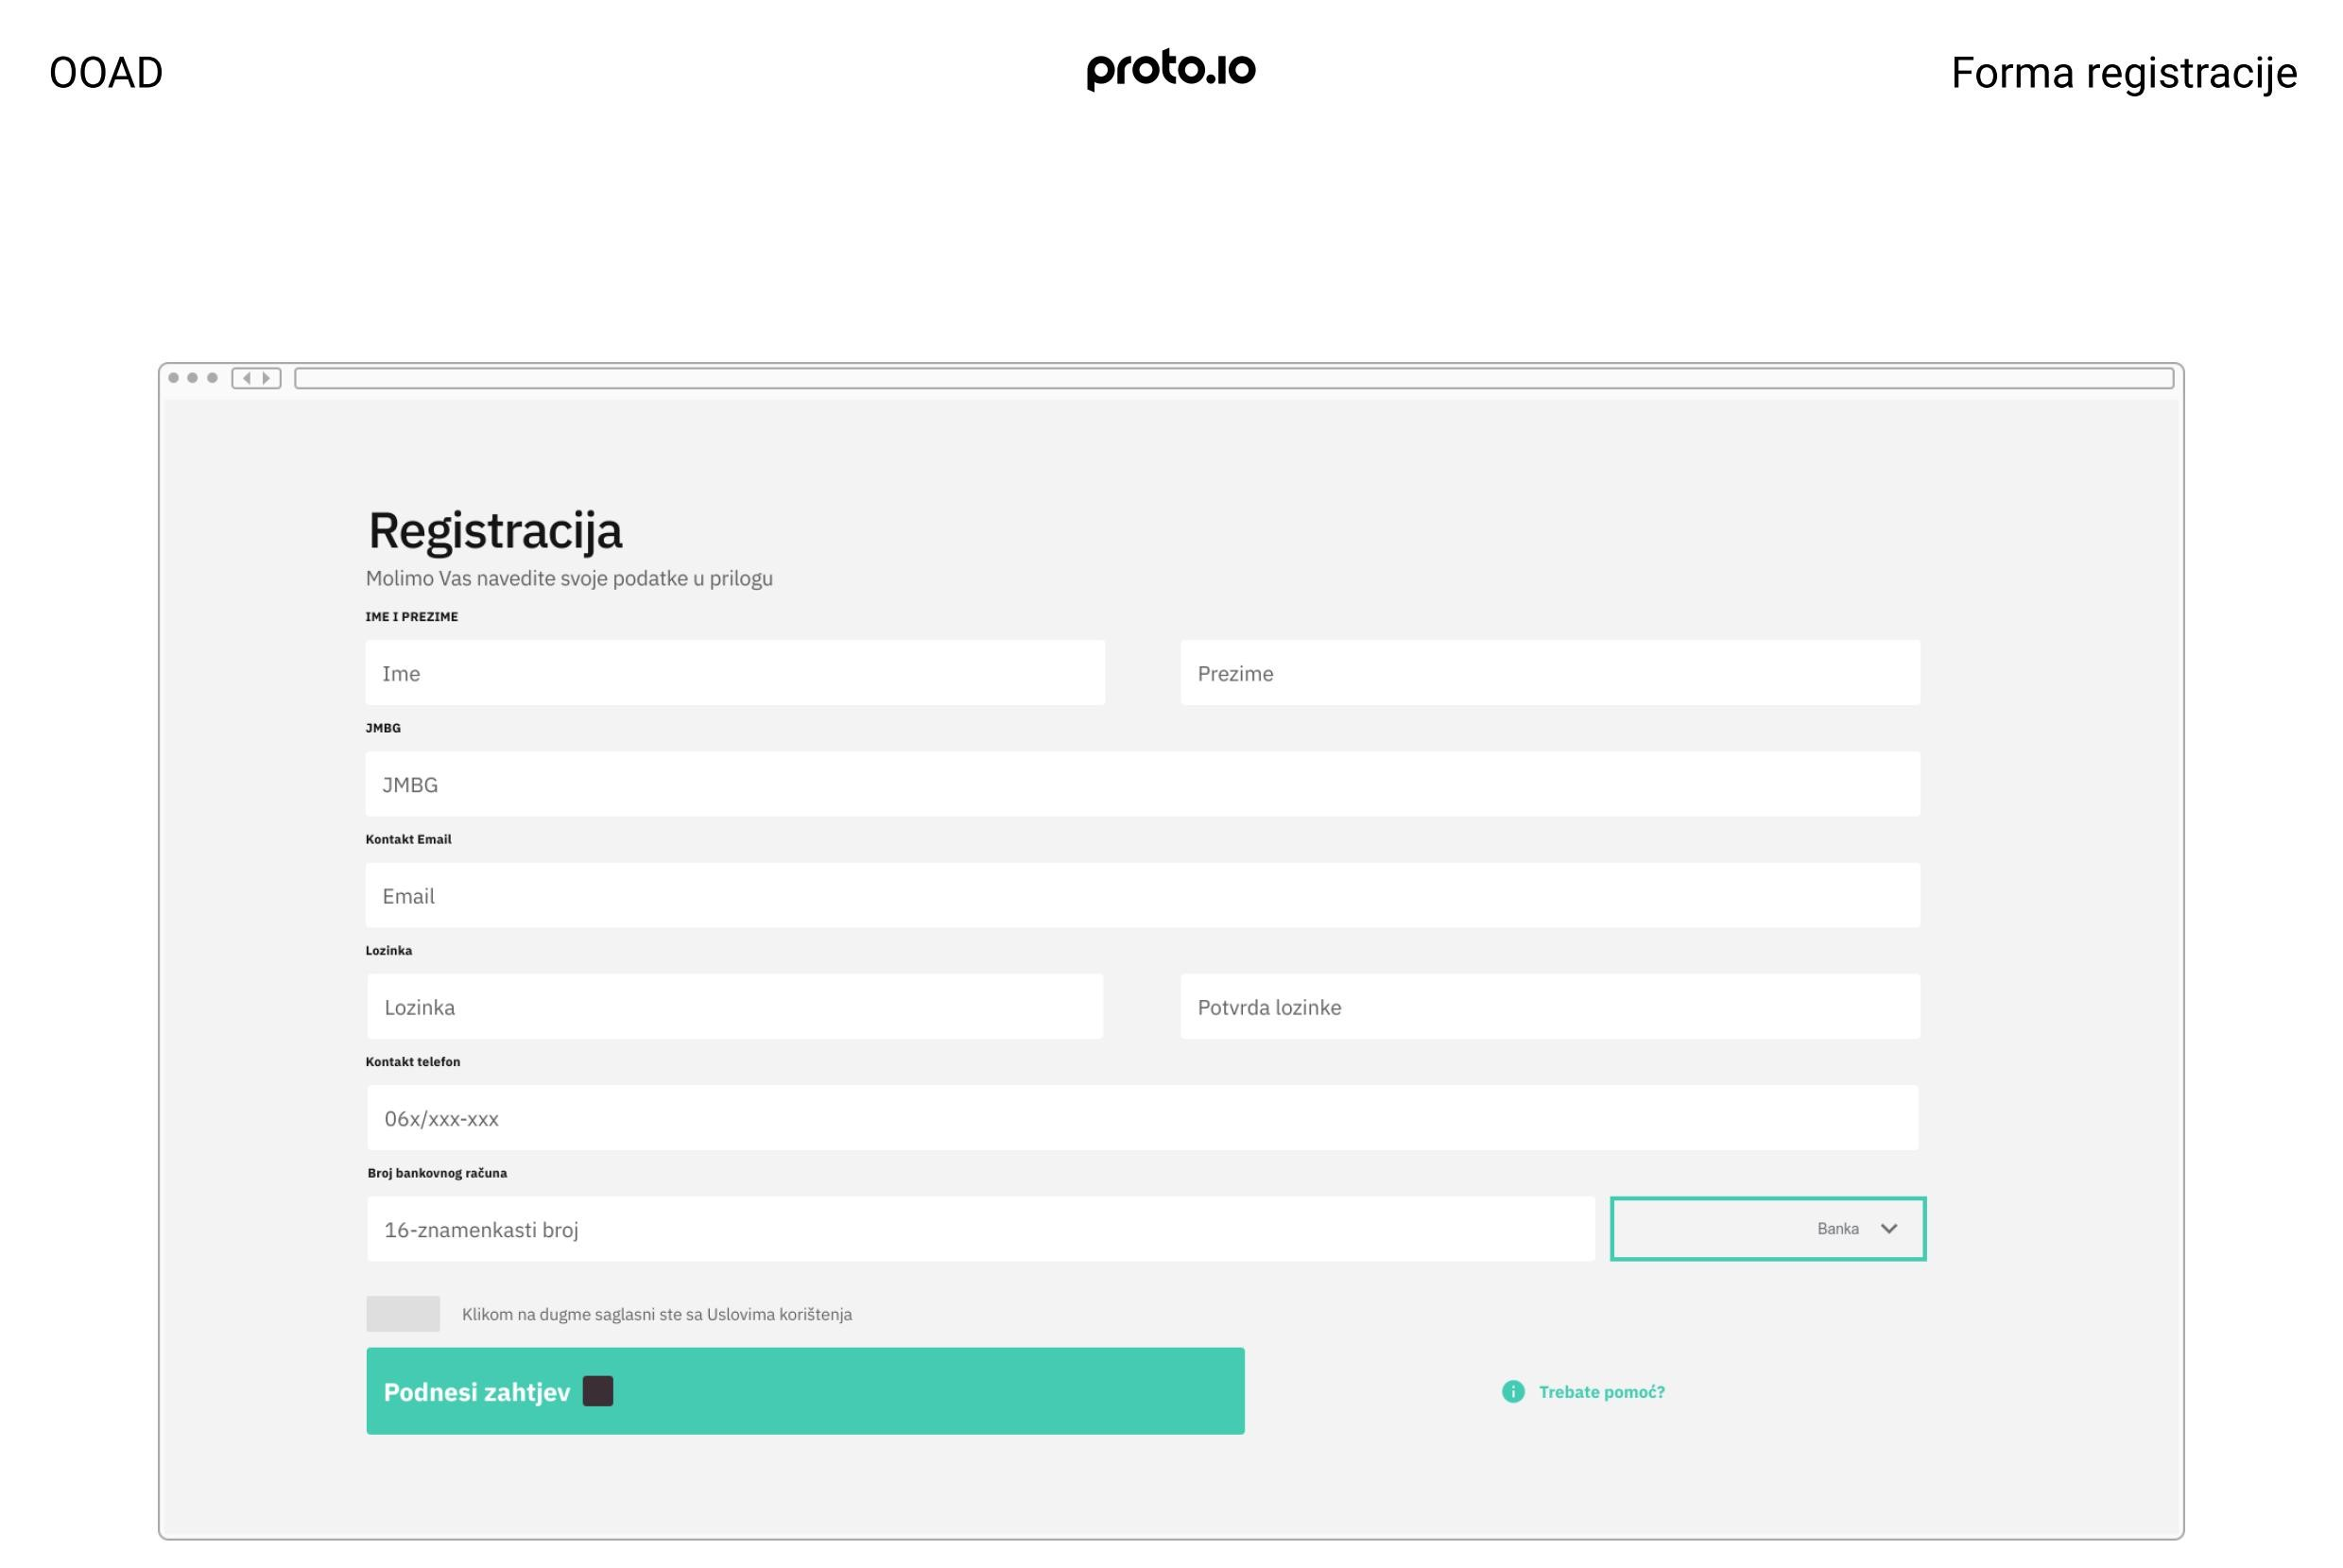 OOAD
proto.io
Forma registracije
Registracija
Molimo Vas navedite svoje podatke u prilogu
IME I PREZIME
Ime
Prezime
JMBG
JMBG
Kontakt Email
Email
Lozinka
Lozinka
Potvrda lozinke
Kontakt telefon
06x/xxx-xxx
Broj bankovnog računa
16-znamenkasti broj
Banka
Klikom na dugme saglasni ste sa Uslovima korištenja
Podnesi zahtjev
Trebate pomoć?